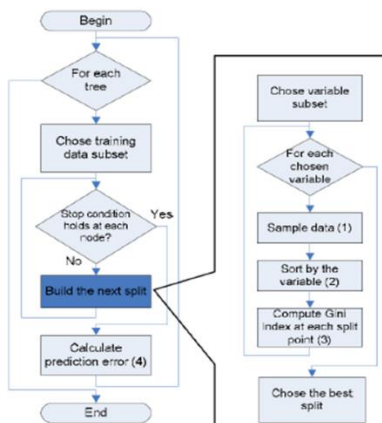 Begin
For each
tree
Chose training
data subset
Stop condition
holds at each
node?
Yes
No
Build the next split
Calculate
prediction error (4)
End
Chose variable
subset
For each
chosen
variable
Sample data (1)
Sort by the
variable (2)
Compute Gini
Index at each split
point (3)
Chose the best
split